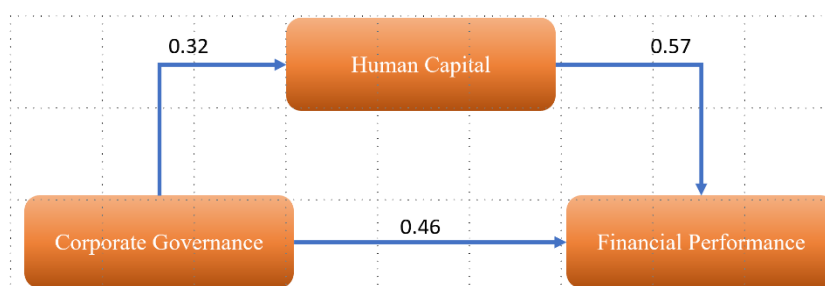 0.32
Human Capital
0.57
Corporate Governance
0.46
Financial Performance